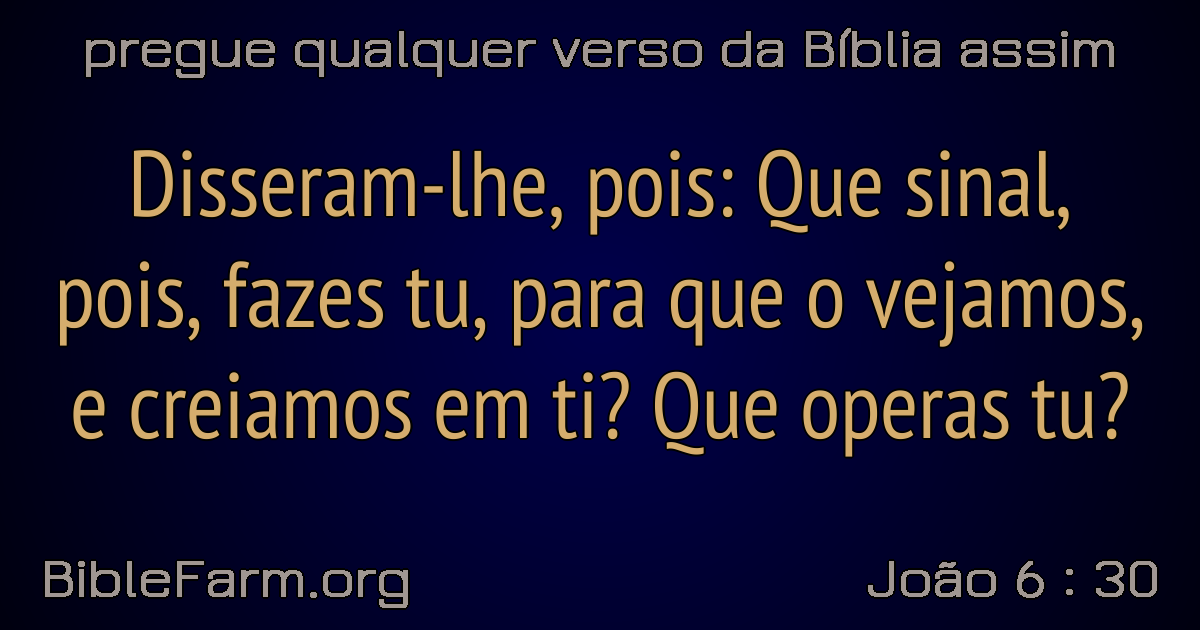 pregue qualquer verso da Bíblia assim
Disseram-lhe, pois: Que sinal,
pois, fazes tu, para que o vejamos,
e creiamos em ti? Que operas tu?
BibleFarm.org
João 6 : 30